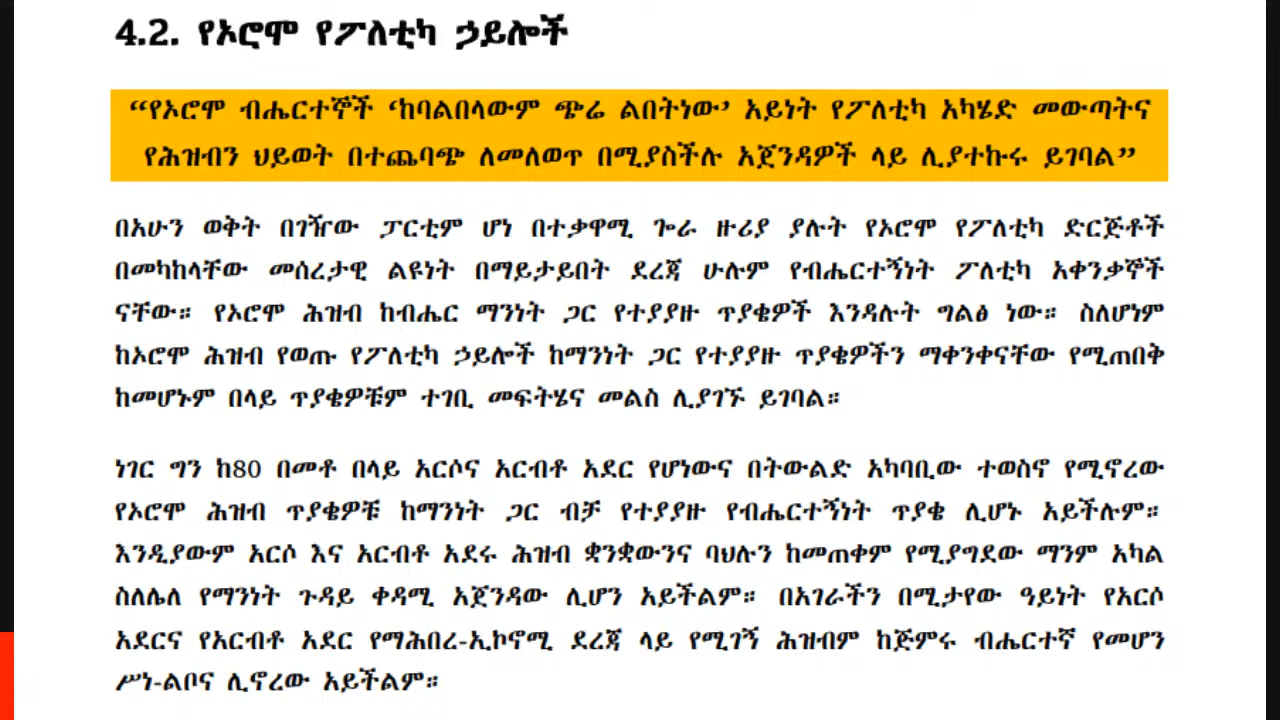 4.2. የኦሮሞ የፖለቲካ ኃይሎች
“የኦሮሞ ብሔርተኞች ‘ከባልበላውም ጭሬ ልበትነው’ አይነት የፖለቲካ አካሄድ መውጣትና
የሕዝብን ህይወት በተጨባጭ ለመለወጥ በሚያስችሉ አጀንዳዎች ላይ ሊያተኩሩ ይገባል”
በአሁን ወቅት በገዥው ፓርቲም ሆነ በተቃዋሚ ጐራ ዙሪያ ያሉት የኦሮሞ የፖለቲካ ድርጅቶች
በመካከላቸው መሰረታዊ ልዩነት በማይታይበት ደረጃ ሁሉም የብሔርተኝነት ፖለቲካ አቀንቃኞች
ናቸው። የኦሮሞ ሕዝብ ከብሔር ማንነት ጋር የተያያዙ ጥያቄዎች እንዳሉት ግልፅ ነው። ስለሆነም
ከኦሮሞ ሕዝብ የወጡ የፖለቲካ ኃይሎች ከማንነት ጋር የተያያዙ ጥያቄዎችን ማቀንቀናቸው የሚጠበቅ
ከመሆኑም በላይ ጥያቄዎቹም ተገቢ መፍትሄና መልስ ሊያገኙ ይገባል።
ነገር ግን ከ80 በመቶ በላይ አርሶና አርብቶ አደር የሆነውና በትውልድ አካባቢው ተወስኖ የሚኖረው
የኦሮሞ ሕዝብ ጥያቄዎቹ ከማንነት ጋር ብቻ የተያያዙ የብሔርተኝነት ጥያቄ ሊሆኑ አይችሉም።
እንዲያውም አርሶ እና አርብቶ አደሩ ሕዝብ ቋንቋውንና ባህሉን ከመጠቀም የሚያግደው ማንም አካል
ስለሌለ የማንነት ጉዳይ ቀዳሚ አጀንዳው ሊሆን አይችልም። በአገራችን በሚታየው ዓይነት የአርሶ
አደርና የአርብቶ አደር የማሕበረ-ኢኮኖሚ ደረጃ ላይ የሚገኝ ሕዝብም ከጅምሩ ብሔርተኛ የመሆን
ሥነ-ልቦና ሊኖረው አይችልም።